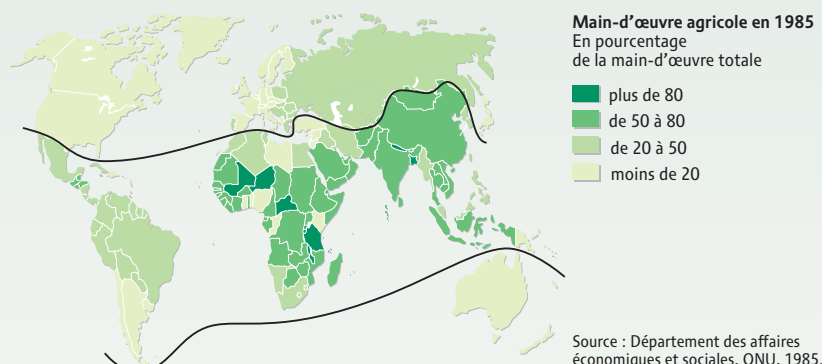 Main-d'œuvre agricole en 1985
En pourcentage
de la main-d'œuvre totale
plus de 80
de 50 à 80
de 20 à 50
moins de 20
Source : Département des affaires
économiques et sociales, ONU, 1985.